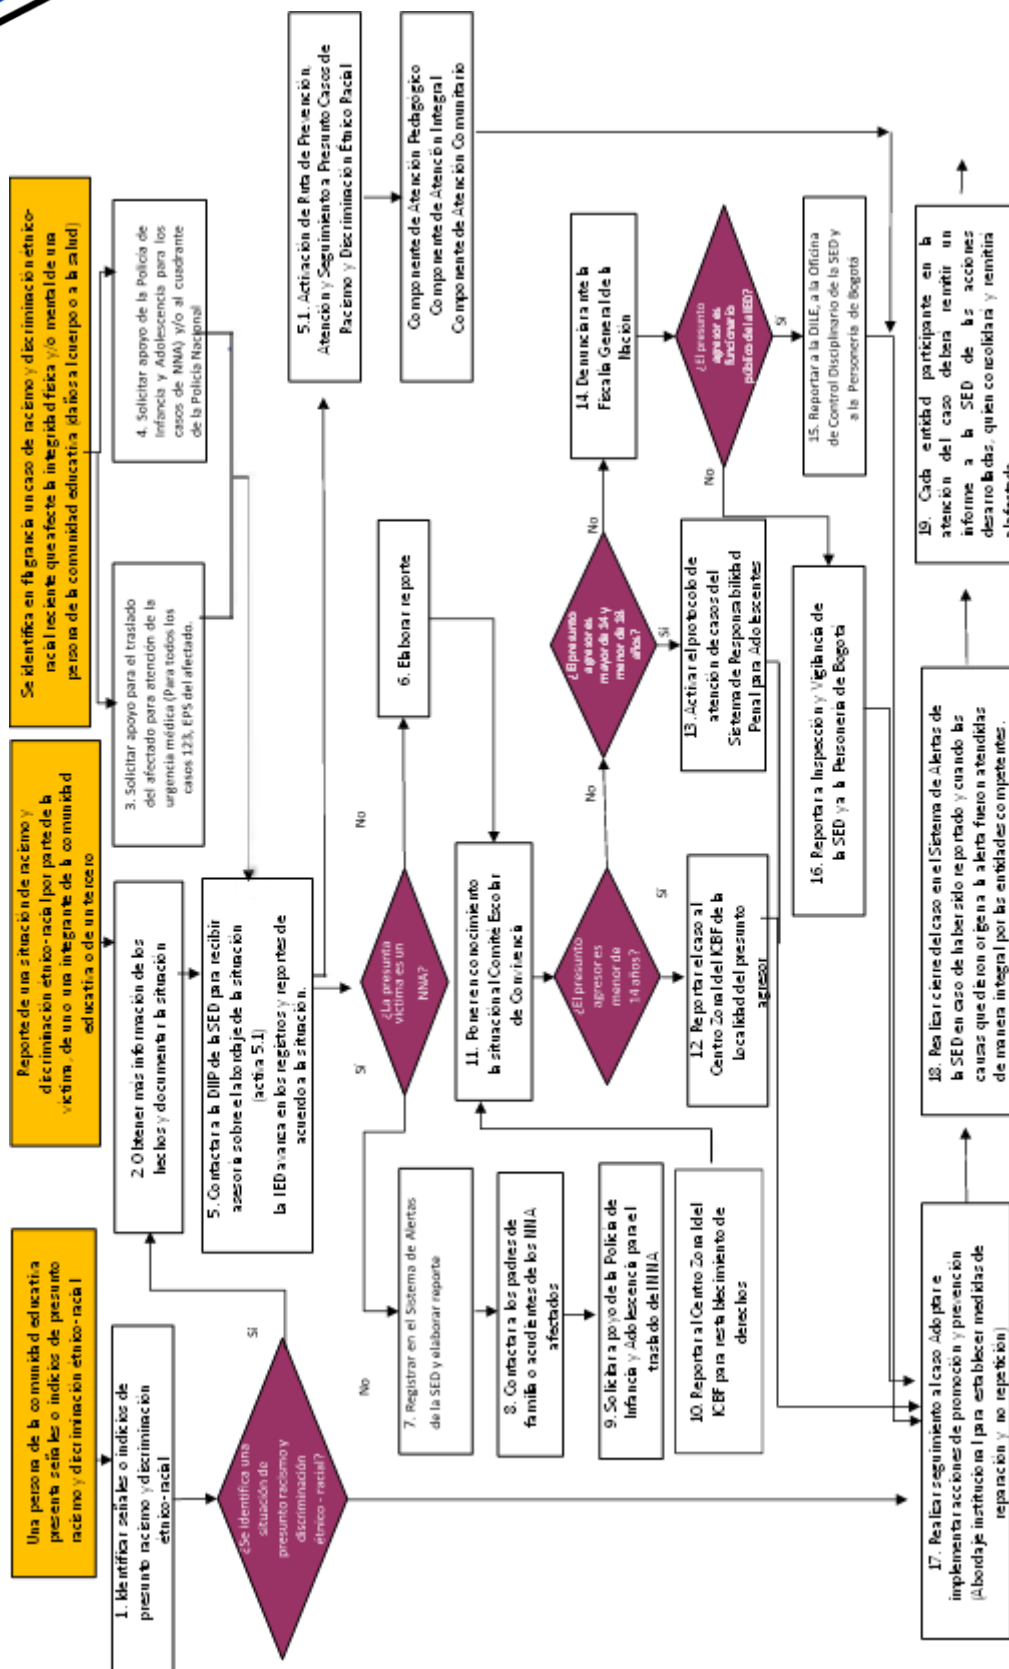 Una persona de la comunidad educativa
presenta señales o indicios de presunto
racismo y discriminación étnico-racial
Reporte de una situación de racismo y
discriminación étnico-racial por parte de la
víctima, de uno una integrante de la comunidad
educativa o de un tercero
Se identifica en flagrancia un caso de racismo y discriminación étnico-
racial reciente que afecte la integridad física y/o mental de una
persona de la comunidad educativa (daños al cuerpo o a la salud)
1. Identificar señales o indicios de
presunto racismo y discriminación
étnico-racial
¿Se identifica una
situación de
presunto racismo y
discriminación
étnico - racial?
Sí
No
2. Obtener más información de los
hechos y documentar la situación
3. Solicitar apoyo para el traslado
del afectado para atención de la
urgencia médica (Para todos los
casos 123, EPS del afectado.
4. Solicitar apoyo de la Policía de
Infancia y Adolescencia para los
casos de NNA) y/o al cuadrante
de la Policía Nacional
5. Contactar a la DIIP de la SED para recibir
asesoría sobre el abordaje de la situación
(activa 5.1)
la IED avanza en los registros y reportes de
acuerdo a la situación.
5.1. Activación de Ruta de Prevención,
Atención y Seguimiento a Presunto Casos de
Racismo y Discriminación Étnico Racial
Componente de Atención Pedagógico
Componente de Atención Integral
Componente de Atención Comunitario
¿La presunta
víctima es un
NNA?
Sí
No
6. Elaborar reporte
7. Registrar en el Sistema de Alertas
de la SED y elaborar reporte
8. Contactar a los padres de
familia o acudientes de los NNA
afectados
9. Solicitar apoyo de la Policía de
Infancia y Adolescencia para el
traslado del NNA
10. Reportar al Centro Zonal del
ICBF para restablecimiento de
derechos
11. Poner en conocimiento
la situación al Comité Escolar
de Convivencia
¿El presunto
agresor es
menor de
14 años?
Sí
No
12. Reportar el caso al
Centro Zonal del ICBF de la
Localidad del presunto
agresor
¿El presunto
agresor es
mayor de 14 y
menor de 18
años?
Sí
No
13. Activar el protocolo de
atención de casos del
Sistema de Responsabilidad
Penal para Adolescentes
14. Denunciar ante la
Fiscalía General de la
Nación
¿El presunto
agresor es
funcionario
público de la IED?
Sí
No
15. Reportar a la DILE, a la Oficina
de Control Disciplinario de la SED y
a la Personería de Bogotá
16. Reportar a Inspección y Vigilancia de
la SED y a la Personería de Bogotá
17. Realizar seguimiento al caso Adoptar e
implementar acciones de promoción y prevención
(Abordaje institucional para establecer medidas de
reparación y no repetición)
18. Realizar cierre del caso en el Sistema de Alertas de
la SED en caso de haber sido reportado y cuando las
causas que dieron origen a la alerta fueron atendidas
de manera integral por las entidades competentes.
19. Cada entidad participante en la
atención del caso deberá remitir un
informe a la SED de las acciones
desarrolladas, quien consolidará y remitirá